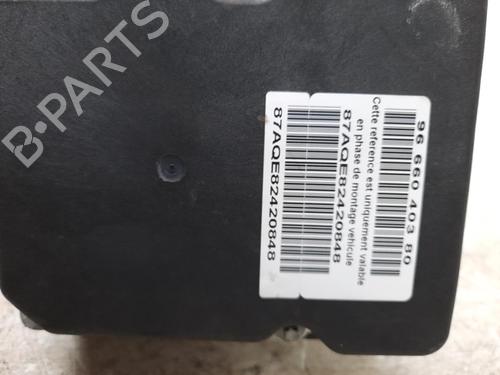 96 660 403 80
Cette reference est uniquement valable
en phase de montage vehicule
87AQE82420848
87AQE82420848
B-PARTS